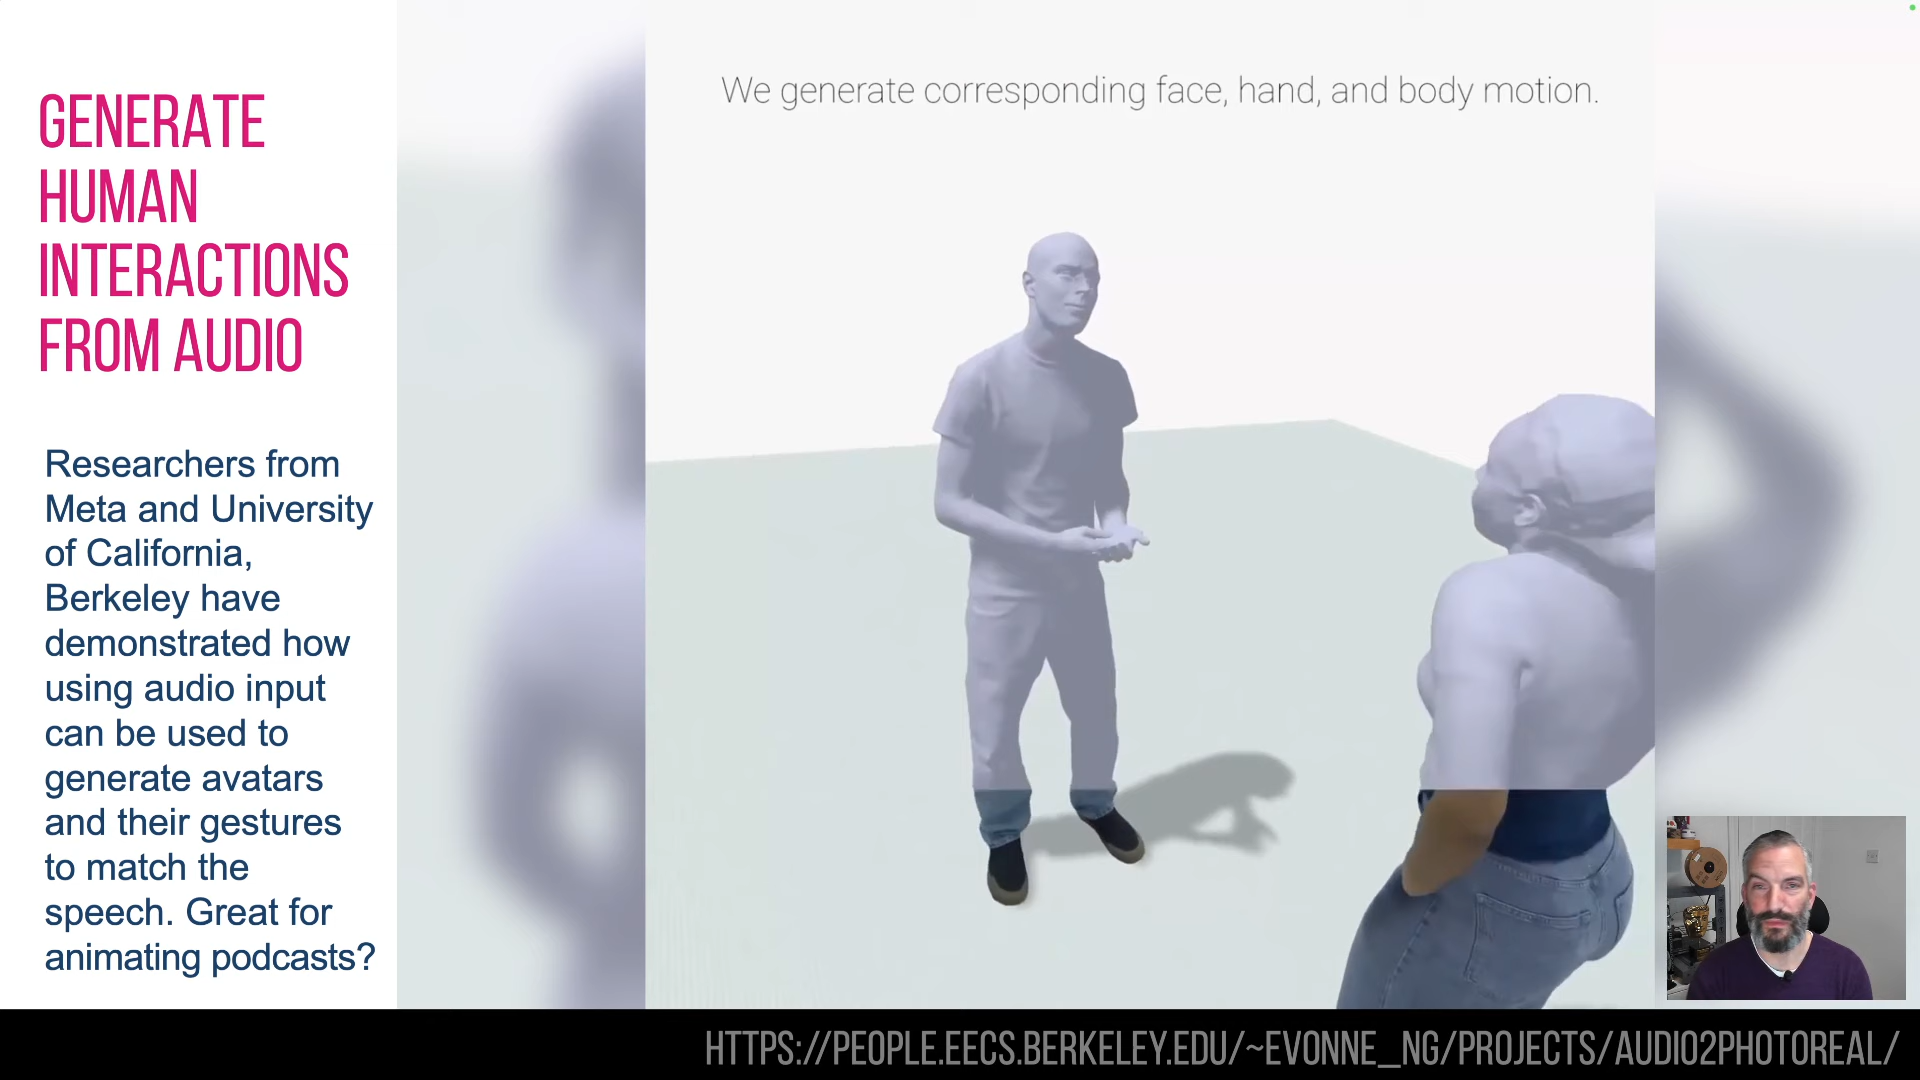 GENERATE
HUMAN
INTERACTIONS
FROM AUDIO
Researchers from
Meta and University
of California,
Berkeley have
demonstrated how
using audio input
can be used to
generate avatars
and their gestures
to match the
speech. Great for
animating podcasts?
We generate corresponding face, hand, and body motion.
HTTPS://PEOPLE.EECS.BERKELEY.EDU/~EVONNE_NG/PROJECTS/AUDIO2PHOTOREAL/